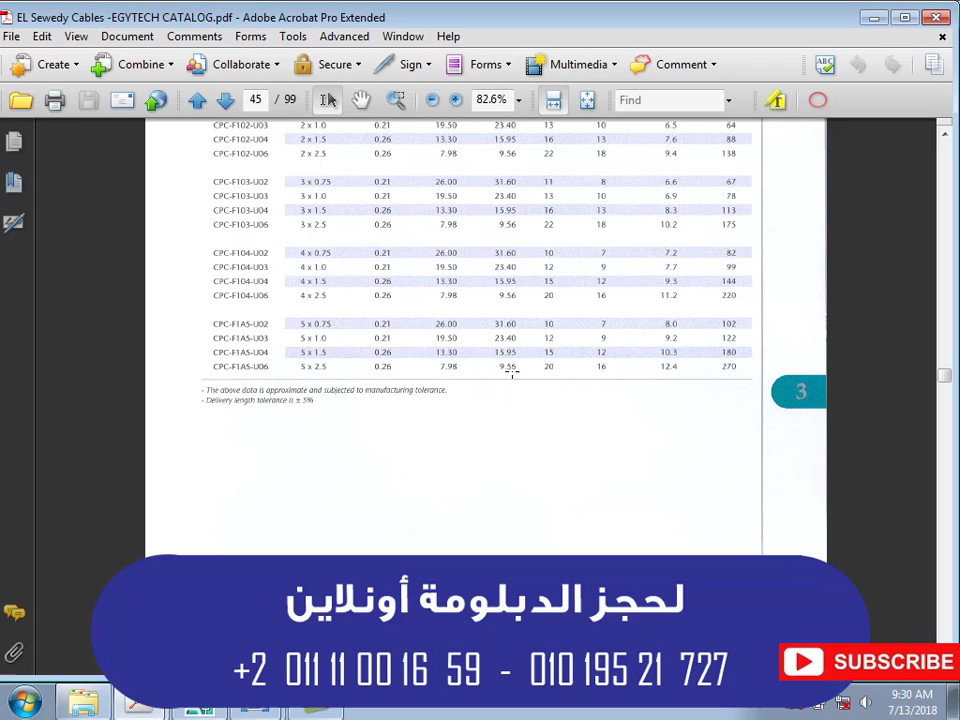 EL Sewedy Cables -EGYTECH CATALOG.pdf - Adobe Acrobat Pro Extended
File Edit View Document Comments Forms Tools Advanced Window Help
Create Combine Collaborate Secure Sign Forms Multimedia Comment
45 / 99 82.6% Find
CPC-F102-U03 2 x 1.0 0.21 19.50 23.40 13 10 6.5 64
CPC-F102-U04 2 x 1.5 0.26 13.30 15.95 16 13 7.6 88
CPC-F102-U06 2 x 2.5 0.26 7.98 9.56 22 18 9.4 138
CPC-F103-U02 3 x 0.75 0.21 26.00 31.60 11 8 6.6 67
CPC-F103-U03 3 x 1.0 0.21 19.50 23.40 13 10 6.9 78
CPC-F103-U04 3 x 1.5 0.26 13.30 15.95 16 13 8.3 113
CPC-F103-U06 3 x 2.5 0.26 7.98 9.56 22 18 10.2 175
CPC-F104-U02 4 x 0.75 0.21 26.00 31.60 10 7 7.2 82
CPC-F104-U03 4 x 1.0 0.21 19.50 23.40 12 9 7.7 99
CPC-F104-U04 4 x 1.5 0.26 13.30 15.95 15 12 9.3 144
CPC-F104-U06 4 x 2.5 0.26 7.98 9.56 20 16 11.2 220
CPC-F1A5-U02 5 x 0.75 0.21 26.00 31.60 10 7 8.0 102
CPC-F1A5-U03 5 x 1.0 0.21 19.50 23.40 12 9 9.2 122
CPC-F1A5-U04 5 x 1.5 0.26 13.30 15.95 15 12 10.3 180
CPC-F1A5-U06 5 x 2.5 0.26 7.98 9.56 20 16 12.4 270
- The above data is approximate and subjected to manufacturing tolerance.
- Delivery length tolerance is ± 5%
3
لحجز الدبلومة أونلاين
+2 011 11 00 16 59 - 010 195 21 727
SUBSCRIBE
9:30 AM
7/13/2018